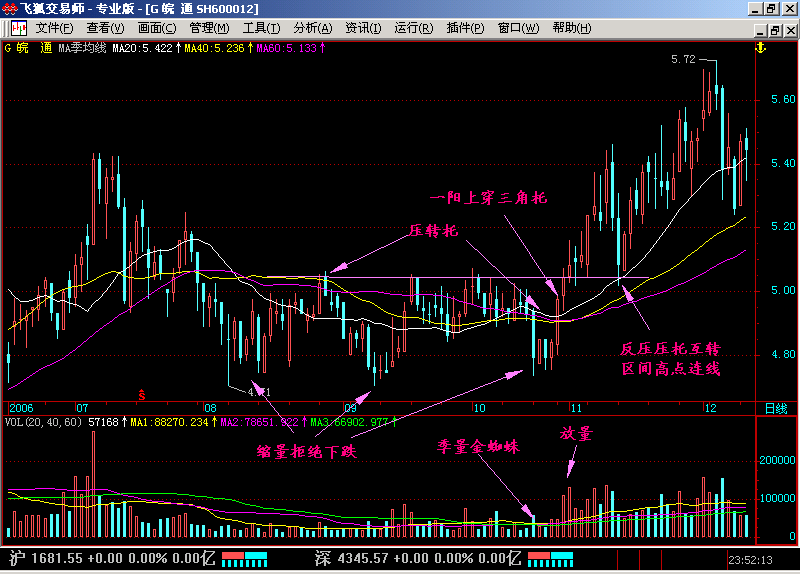 飞狐交易师 - 专业版 - [G 皖  通 SH600012]
文件(F) 查看(V) 画面(C) 管理(M) 工具(T) 分析(A) 资讯(I) 运行(R) 插件(P) 窗口(W) 帮助(H)
G 皖  通 MA季均线 MA20:5.422↑ MA40:5.236↑ MA60:5.133↑
5.72
5.60
5.40
一阳上穿三角托
压转托
5.20
5.00
反压压托互转
区间高点连线
4.80
S
2006 07 08 09 10 11 12 日线
VOL(20,40,60) 57168↑ MA1:88270.234↑ MA2:78651.922↑ MA3:66902.977↑
缩量拒绝下跌
季量金蜘蛛
放量
200000
100000
0
沪 1681.55 +0.00 0.00% 0.00亿 深 4345.57 +0.00 0.00% 0.00亿 23:52:13